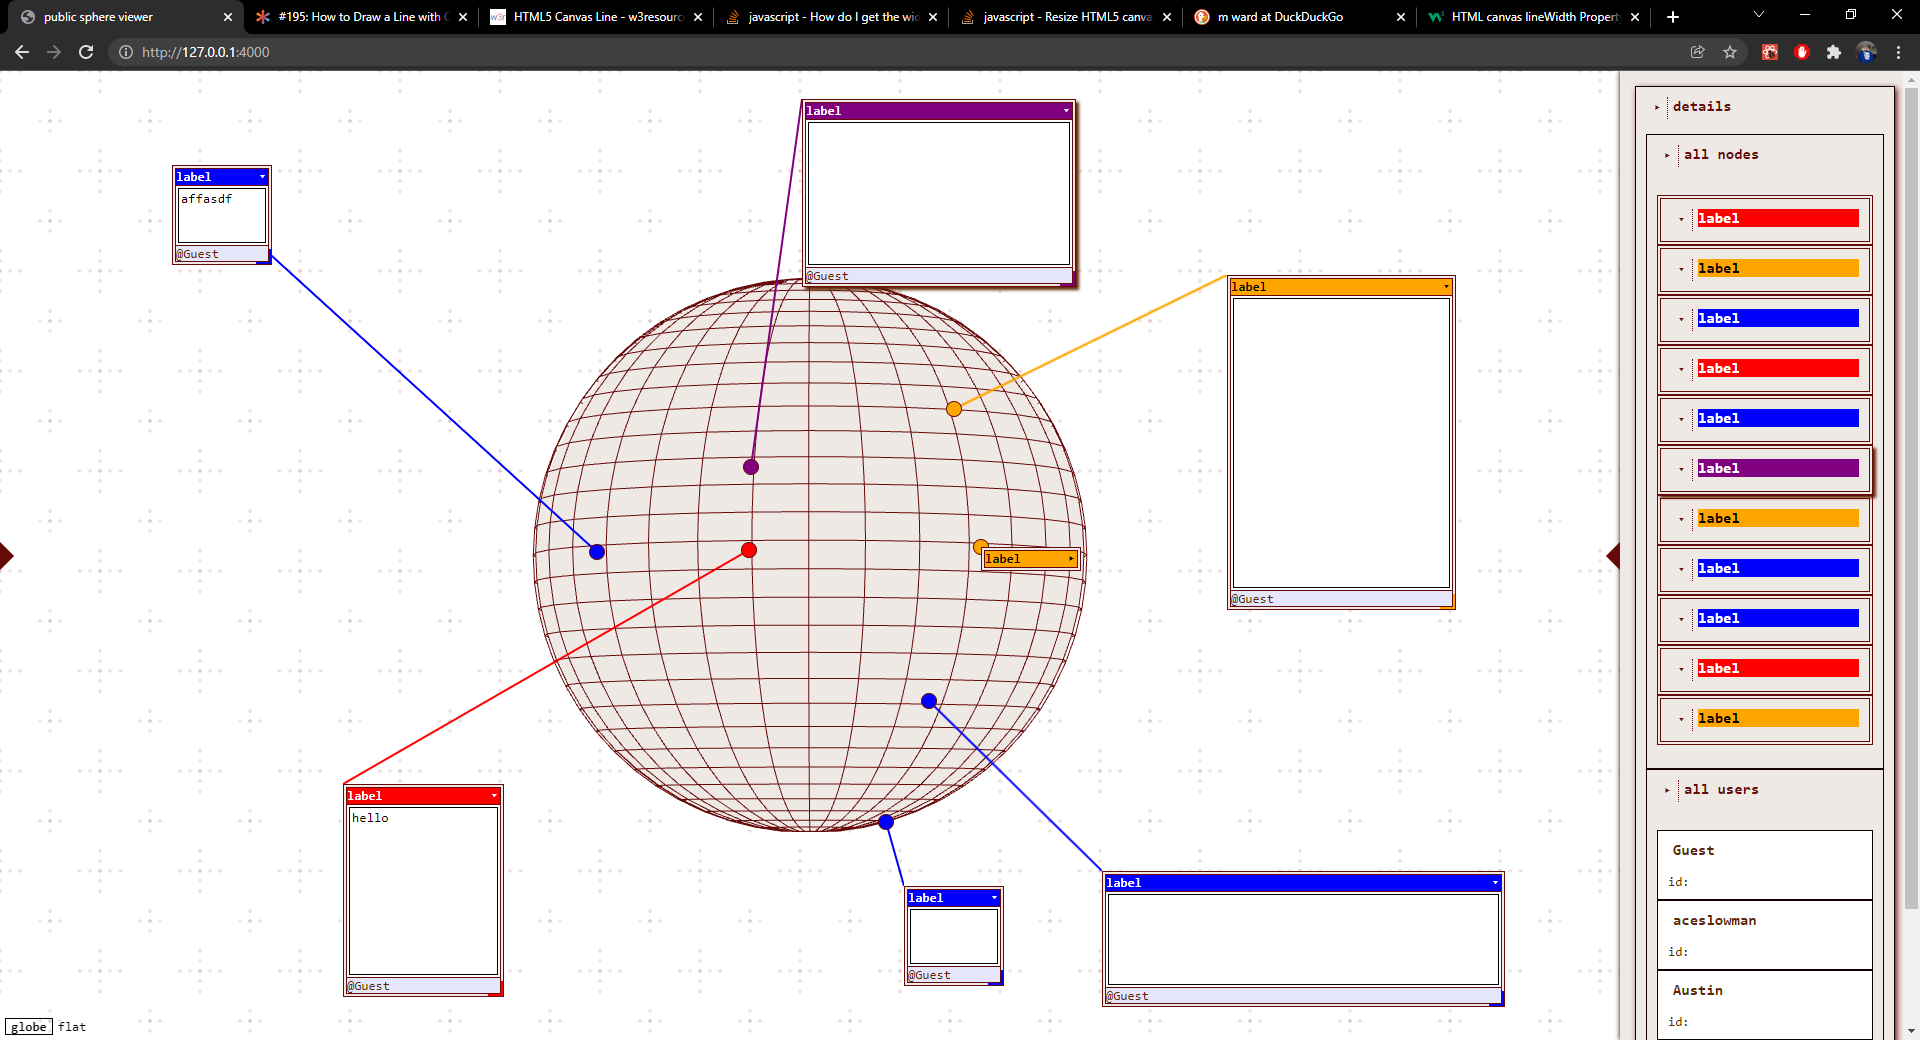 public sphere viewer
#195: How to Draw a Line with C
HTML5 Canvas Line - w3resourc
javascript - How do I get the wi
javascript - Resize HTML5 canva
m ward at DuckDuckGo
HTML canvas lineWidth Propert
http://127.0.0.1:4000
label
affasdf
@Guest
label
@Guest
label
@Guest
label
label
hello
@Guest
label
@Guest
label
@Guest
globe flat
details
all nodes
label
label
label
label
label
label
label
label
label
label
label
all users
Guest
id:
aceslowman
id:
Austin
id: